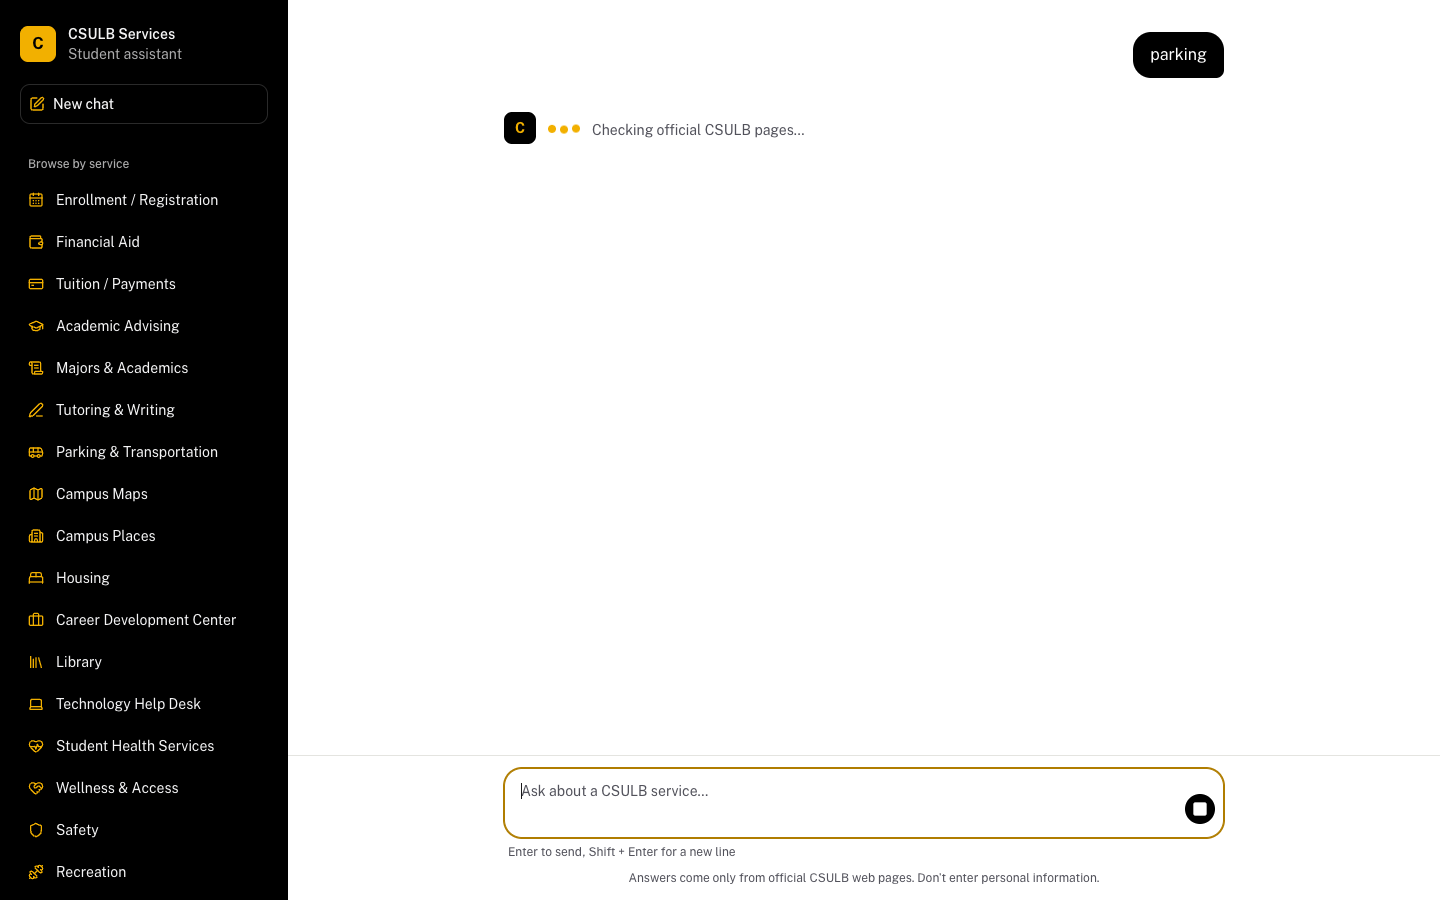 C
CSULB Services
Student assistant
New chat
Browse by service
Enrollment / Registration
Financial Aid
Tuition / Payments
Academic Advising
Majors & Academics
Tutoring & Writing
Parking & Transportation
Campus Maps
Campus Places
Housing
Career Development Center
Library
Technology Help Desk
Student Health Services
Wellness & Access
Safety
Recreation
parking
C
Checking official CSULB pages...
Ask about a CSULB service...
Enter to send, Shift + Enter for a new line
Answers come only from official CSULB web pages. Don't enter personal information.